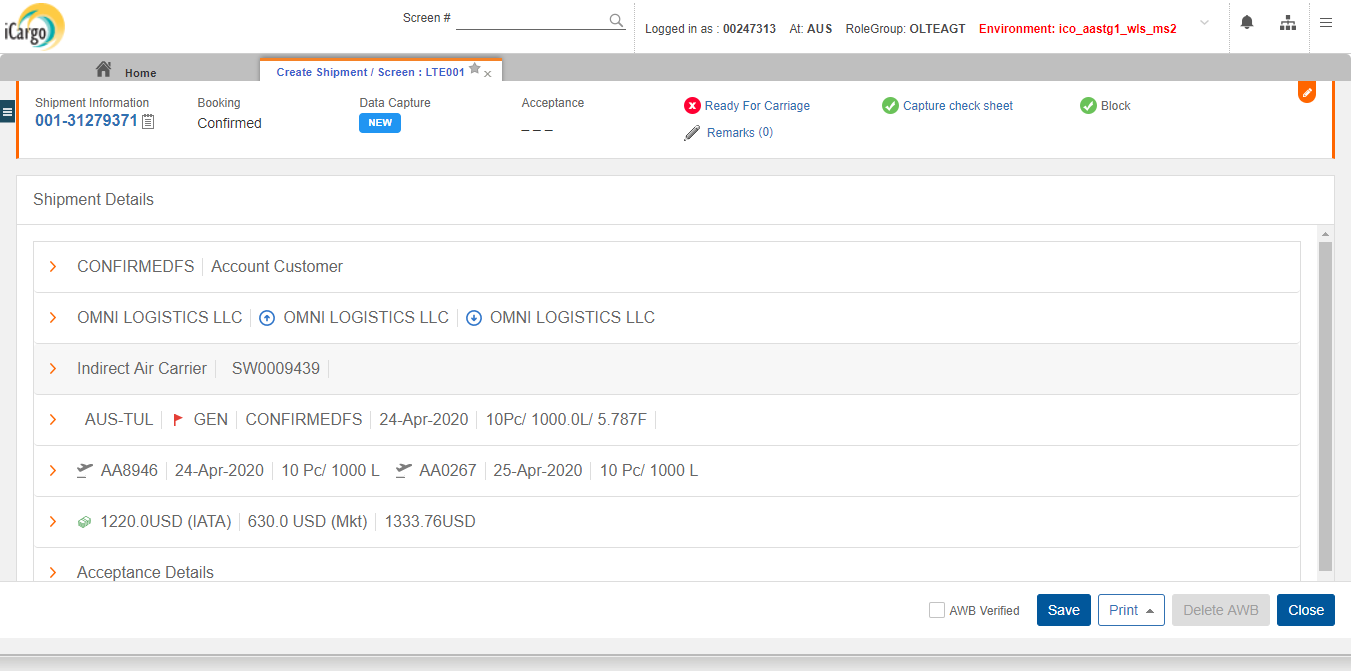 iCargo
Screen #
Logged in as : 00247313 At: AUS RoleGroup: OLTEAGT Environment: ico_aastg1_wls_ms2
Home
Create Shipment / Screen : LTE001
Shipment Information Booking Data Capture Acceptance
Ready For Carriage Capture check sheet Block
001-31279371 Confirmed NEW _ _ _
Remarks (0)
Shipment Details
CONFIRMEDFS Account Customer
OMNI LOGISTICS LLC OMNI LOGISTICS LLC OMNI LOGISTICS LLC
Indirect Air Carrier SW0009439
AUS-TUL GEN CONFIRMEDFS 24-Apr-2020 10Pc/ 1000.0L/ 5.787F
AA8946 24-Apr-2020 10 Pc/ 1000 L AA0267 25-Apr-2020 10 Pc/ 1000 L
1220.0USD (IATA) 630.0 USD (Mkt) 1333.76USD
Acceptance Details
AWB Verified Save Print Delete AWB Close